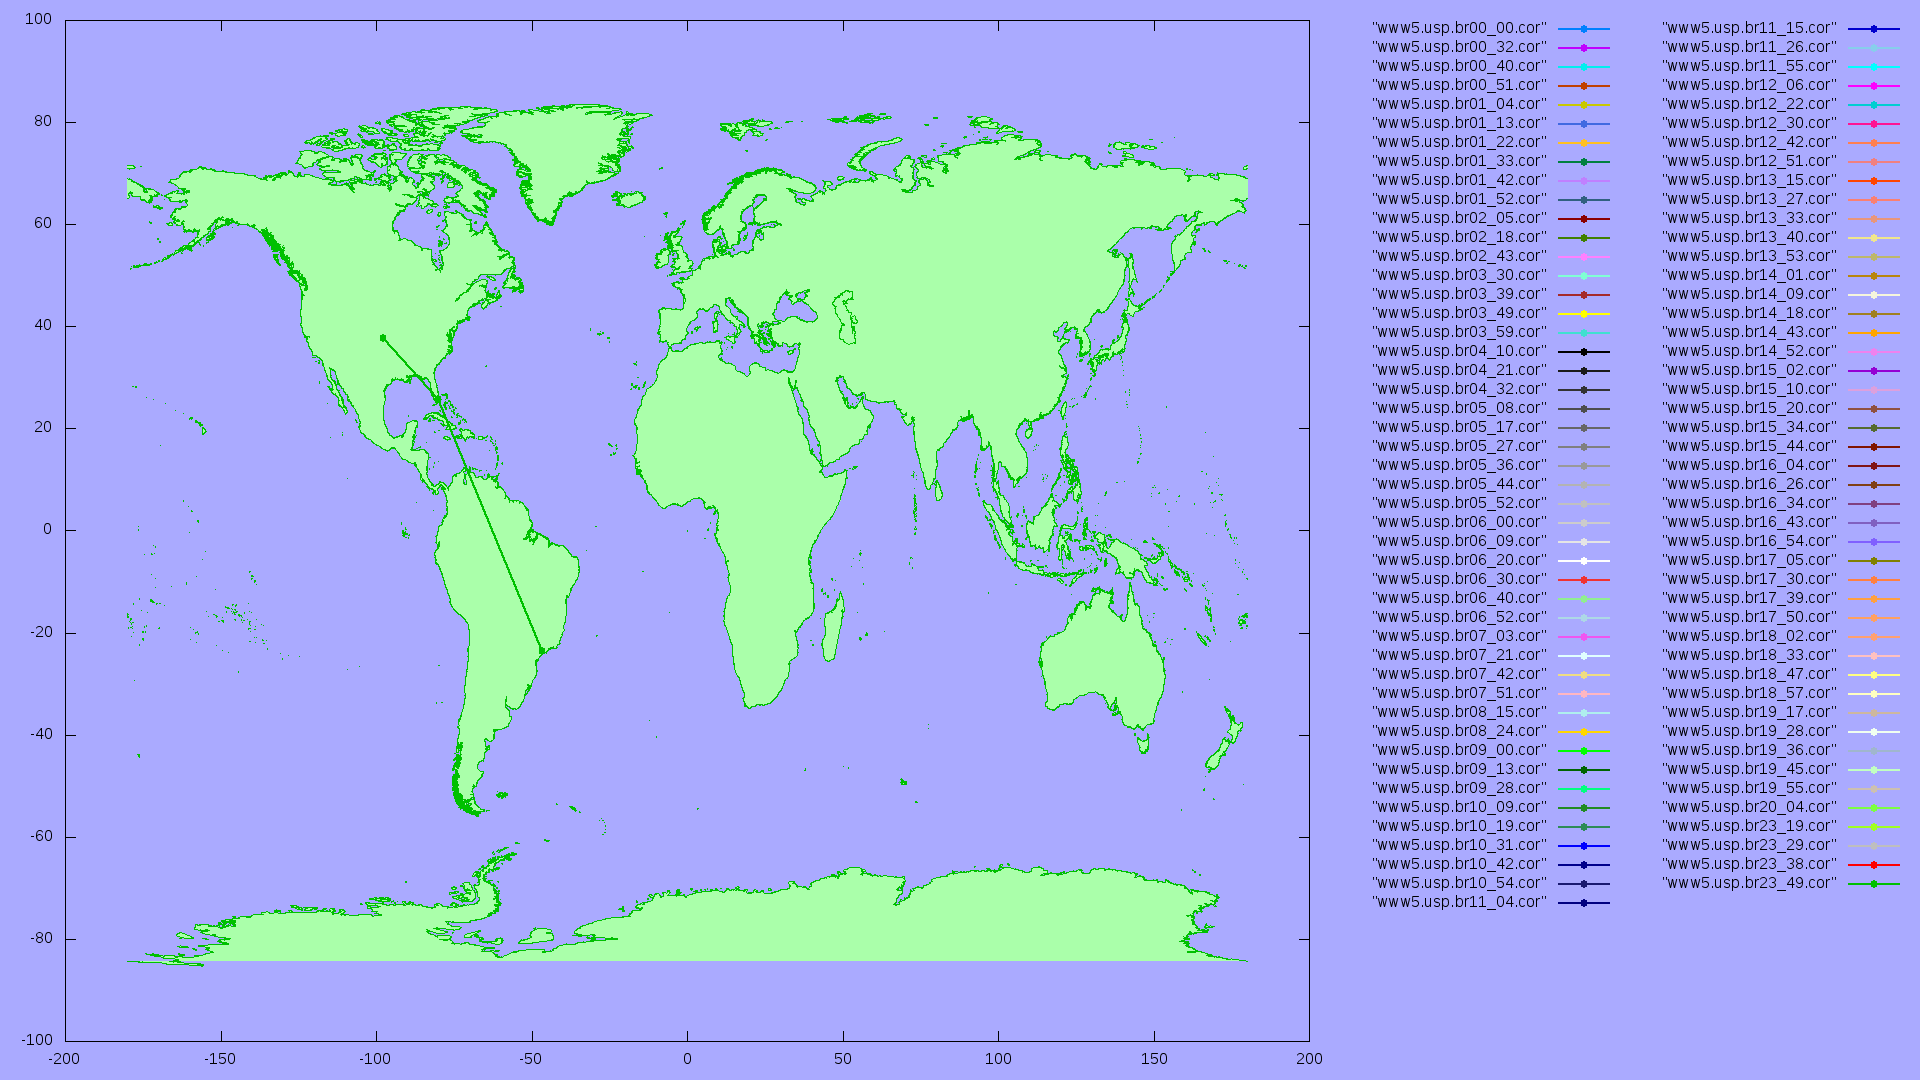 100
80
60
40
20
0
-20
-40
-60
-80
-100
-200 -150 -100 -50 0 50 100 150 200
"www5.usp.br00_00.cor"
"www5.usp.br00_32.cor"
"www5.usp.br00_40.cor"
"www5.usp.br00_51.cor"
"www5.usp.br01_04.cor"
"www5.usp.br01_13.cor"
"www5.usp.br01_22.cor"
"www5.usp.br01_33.cor"
"www5.usp.br01_42.cor"
"www5.usp.br01_52.cor"
"www5.usp.br02_05.cor"
"www5.usp.br02_18.cor"
"www5.usp.br02_43.cor"
"www5.usp.br03_30.cor"
"www5.usp.br03_39.cor"
"www5.usp.br03_49.cor"
"www5.usp.br03_59.cor"
"www5.usp.br04_10.cor"
"www5.usp.br04_21.cor"
"www5.usp.br04_32.cor"
"www5.usp.br05_08.cor"
"www5.usp.br05_17.cor"
"www5.usp.br05_27.cor"
"www5.usp.br05_36.cor"
"www5.usp.br05_44.cor"
"www5.usp.br05_52.cor"
"www5.usp.br06_00.cor"
"www5.usp.br06_09.cor"
"www5.usp.br06_20.cor"
"www5.usp.br06_30.cor"
"www5.usp.br06_40.cor"
"www5.usp.br06_52.cor"
"www5.usp.br07_03.cor"
"www5.usp.br07_21.cor"
"www5.usp.br07_42.cor"
"www5.usp.br07_51.cor"
"www5.usp.br08_15.cor"
"www5.usp.br08_24.cor"
"www5.usp.br09_00.cor"
"www5.usp.br09_13.cor"
"www5.usp.br09_28.cor"
"www5.usp.br10_09.cor"
"www5.usp.br10_19.cor"
"www5.usp.br10_31.cor"
"www5.usp.br10_42.cor"
"www5.usp.br10_54.cor"
"www5.usp.br11_04.cor"
"www5.usp.br11_15.cor"
"www5.usp.br11_26.cor"
"www5.usp.br11_55.cor"
"www5.usp.br12_06.cor"
"www5.usp.br12_22.cor"
"www5.usp.br12_30.cor"
"www5.usp.br12_42.cor"
"www5.usp.br12_51.cor"
"www5.usp.br13_15.cor"
"www5.usp.br13_27.cor"
"www5.usp.br13_33.cor"
"www5.usp.br13_40.cor"
"www5.usp.br13_53.cor"
"www5.usp.br14_01.cor"
"www5.usp.br14_09.cor"
"www5.usp.br14_18.cor"
"www5.usp.br14_43.cor"
"www5.usp.br14_52.cor"
"www5.usp.br15_02.cor"
"www5.usp.br15_10.cor"
"www5.usp.br15_20.cor"
"www5.usp.br15_34.cor"
"www5.usp.br15_44.cor"
"www5.usp.br16_04.cor"
"www5.usp.br16_26.cor"
"www5.usp.br16_34.cor"
"www5.usp.br16_43.cor"
"www5.usp.br16_54.cor"
"www5.usp.br17_05.cor"
"www5.usp.br17_30.cor"
"www5.usp.br17_39.cor"
"www5.usp.br17_50.cor"
"www5.usp.br18_02.cor"
"www5.usp.br18_33.cor"
"www5.usp.br18_47.cor"
"www5.usp.br18_57.cor"
"www5.usp.br19_17.cor"
"www5.usp.br19_28.cor"
"www5.usp.br19_36.cor"
"www5.usp.br19_45.cor"
"www5.usp.br19_55.cor"
"www5.usp.br20_04.cor"
"www5.usp.br23_19.cor"
"www5.usp.br23_29.cor"
"www5.usp.br23_38.cor"
"www5.usp.br23_49.cor"